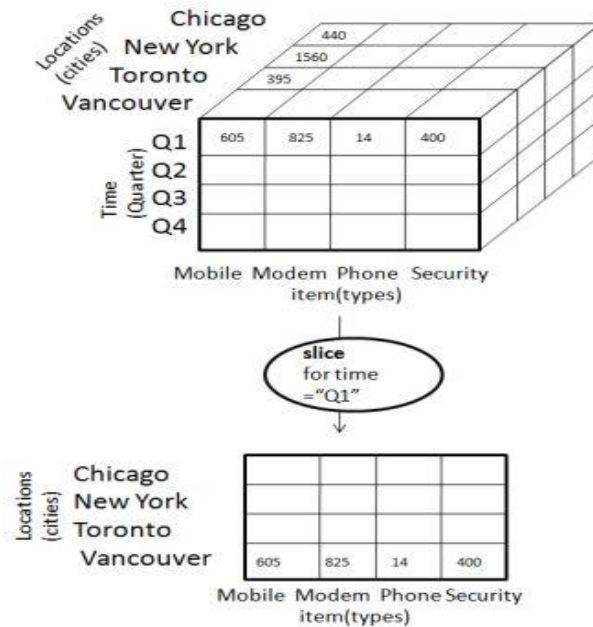 Chicago
New York
Toronto
Vancouver
Locations
(cities)
440
1560
395
Q1 605 825 14 400
Q2
Q3
Q4
Time
(Quarter)
Mobile Modem Phone Security
item(types)
slice
for time
="Q1"
Locations
(cities)
Chicago
New York
Toronto
Vancouver 605 825 14 400
Mobile Modem Phone Security
item(types)